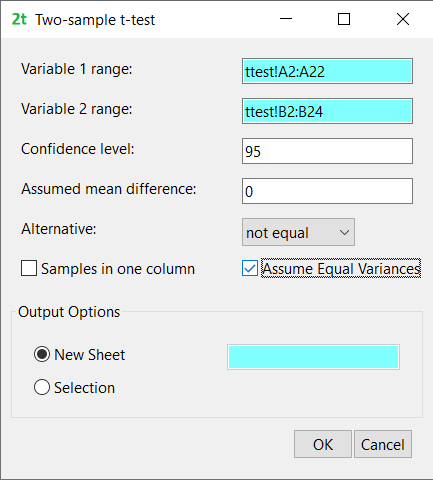 2t Two-sample t-test
Variable 1 range: ttest!A2:A22
Variable 2 range: ttest!B2:B24
Confidence level: 95
Assumed mean difference: 0
Alternative: not equal
Samples in one column Assume Equal Variances
Output Options
New Sheet
Selection
OK Cancel